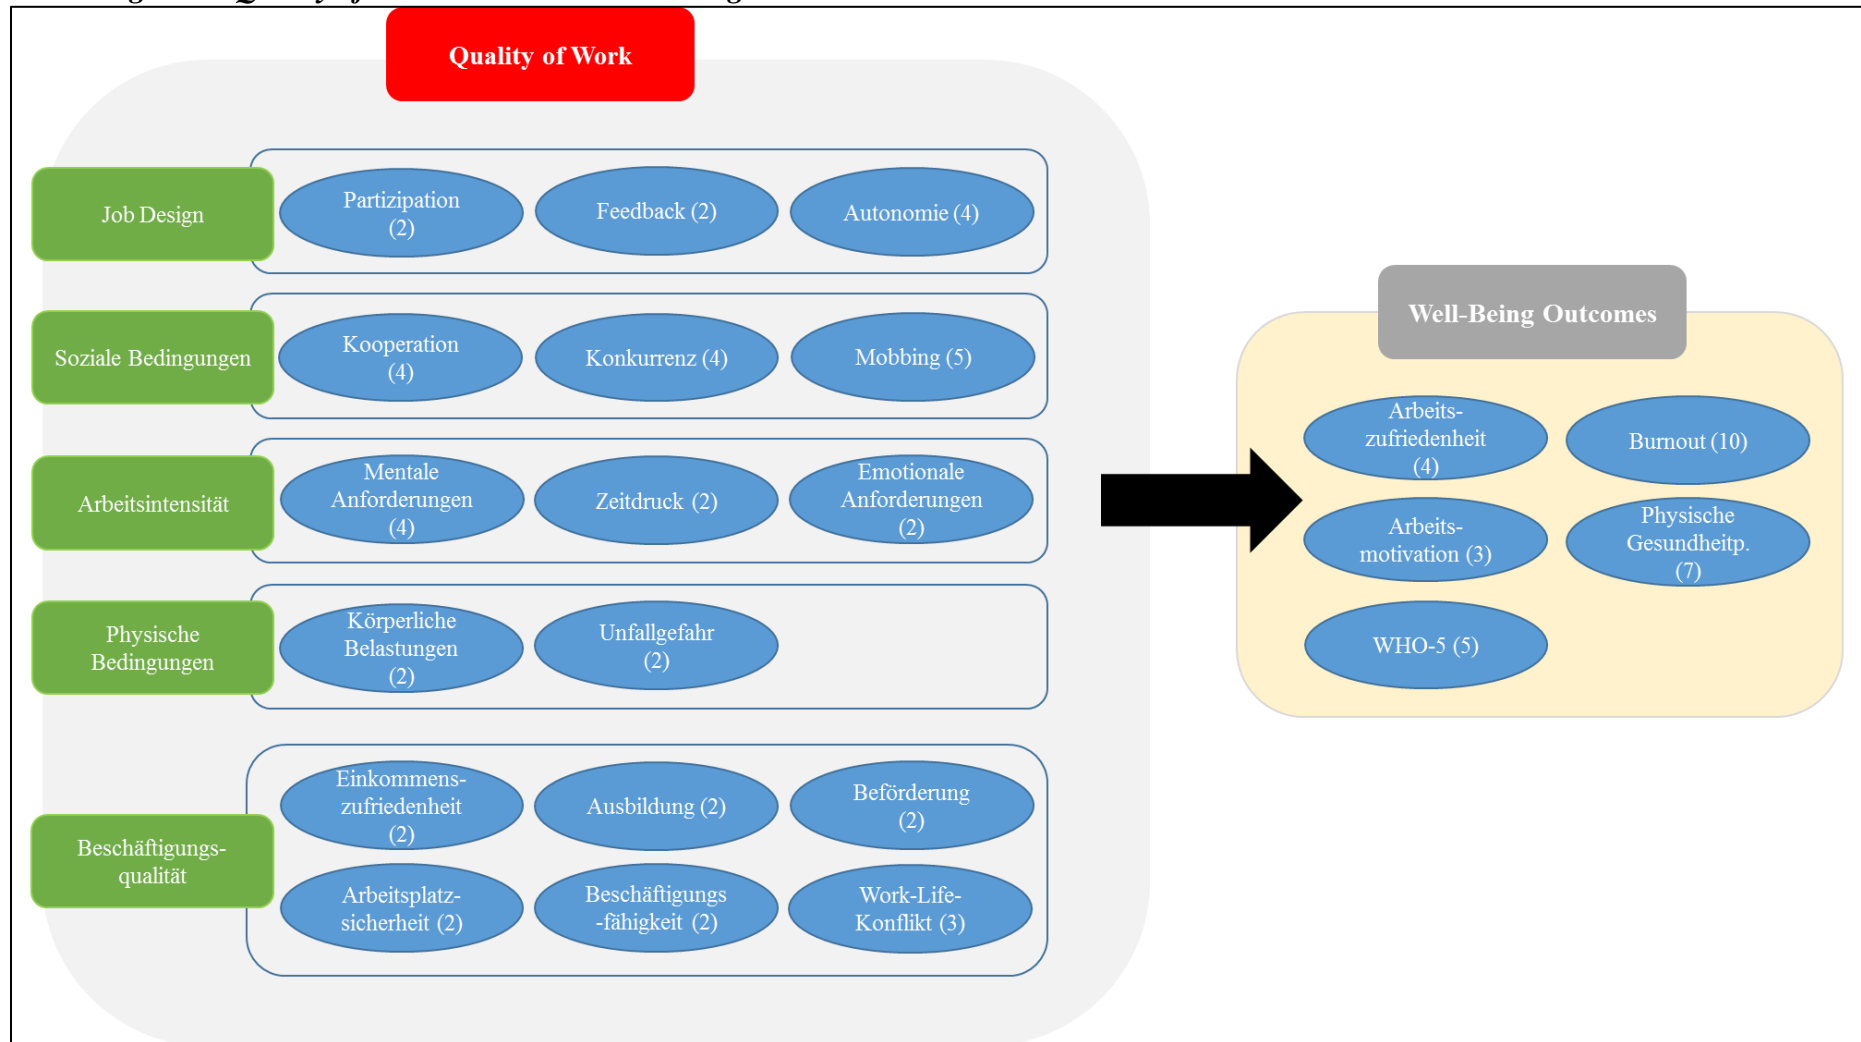 Quality of Work
Job Design
Partizipation
(2)
Feedback (2)
Autonomie (4)
Soziale Bedingungen
Kooperation
(4)
Konkurrenz (4)
Mobbing (5)
Arbeitsintensität
Mentale
Anforderungen
(4)
Zeitdruck (2)
Emotionale
Anforderungen
(2)
Physische
Bedingungen
Körperliche
Belastungen
(2)
Unfallgefahr
(2)
Beschäftigungs-
qualität
Einkommens-
zufriedenheit
(2)
Ausbildung (2)
Beförderung
(2)
Arbeitsplatz-
sicherheit (2)
Beschäftigungs
-fähigkeit (2)
Work-Life-
Konflikt (3)
Well-Being Outcomes
Arbeits-
zufriedenheit
(4)
Burnout (10)
Arbeits-
motivation (3)
Physische
Gesundheitp.
(7)
WHO-5 (5)